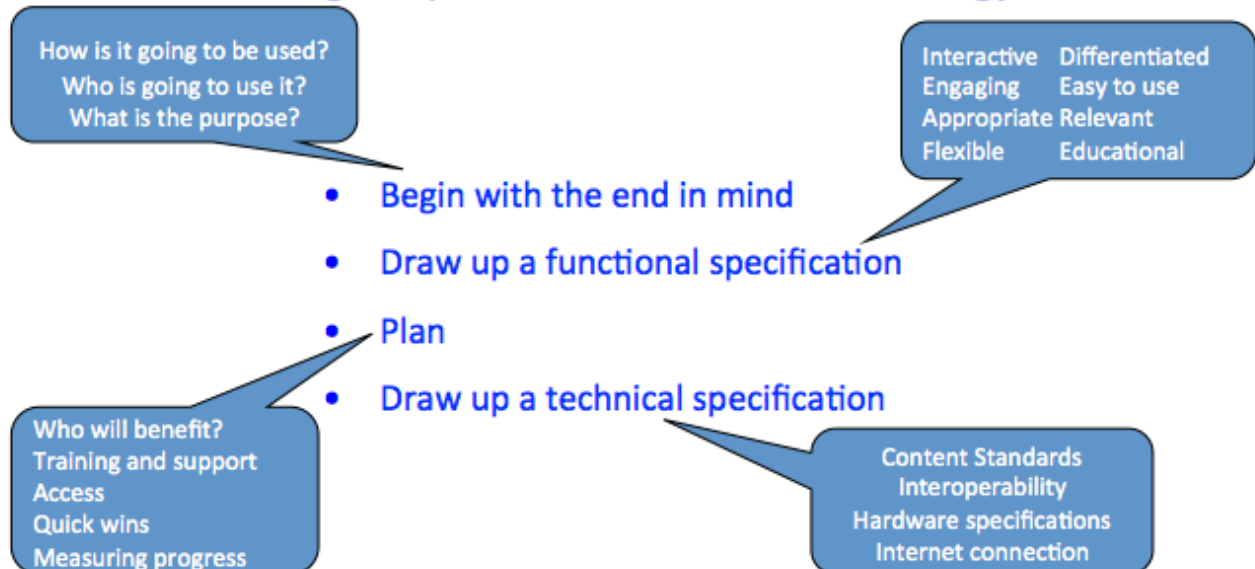 How is it going to be used?
Who is going to use it?
What is the purpose?
Interactive Differentiated
Engaging Easy to use
Appropriate Relevant
Flexible Educational
• Begin with the end in mind
• Draw up a functional specification
• Plan
• Draw up a technical specification
Who will benefit?
Training and support
Access
Quick wins
Measuring progress
Content Standards
Interoperability
Hardware specifications
Internet connection